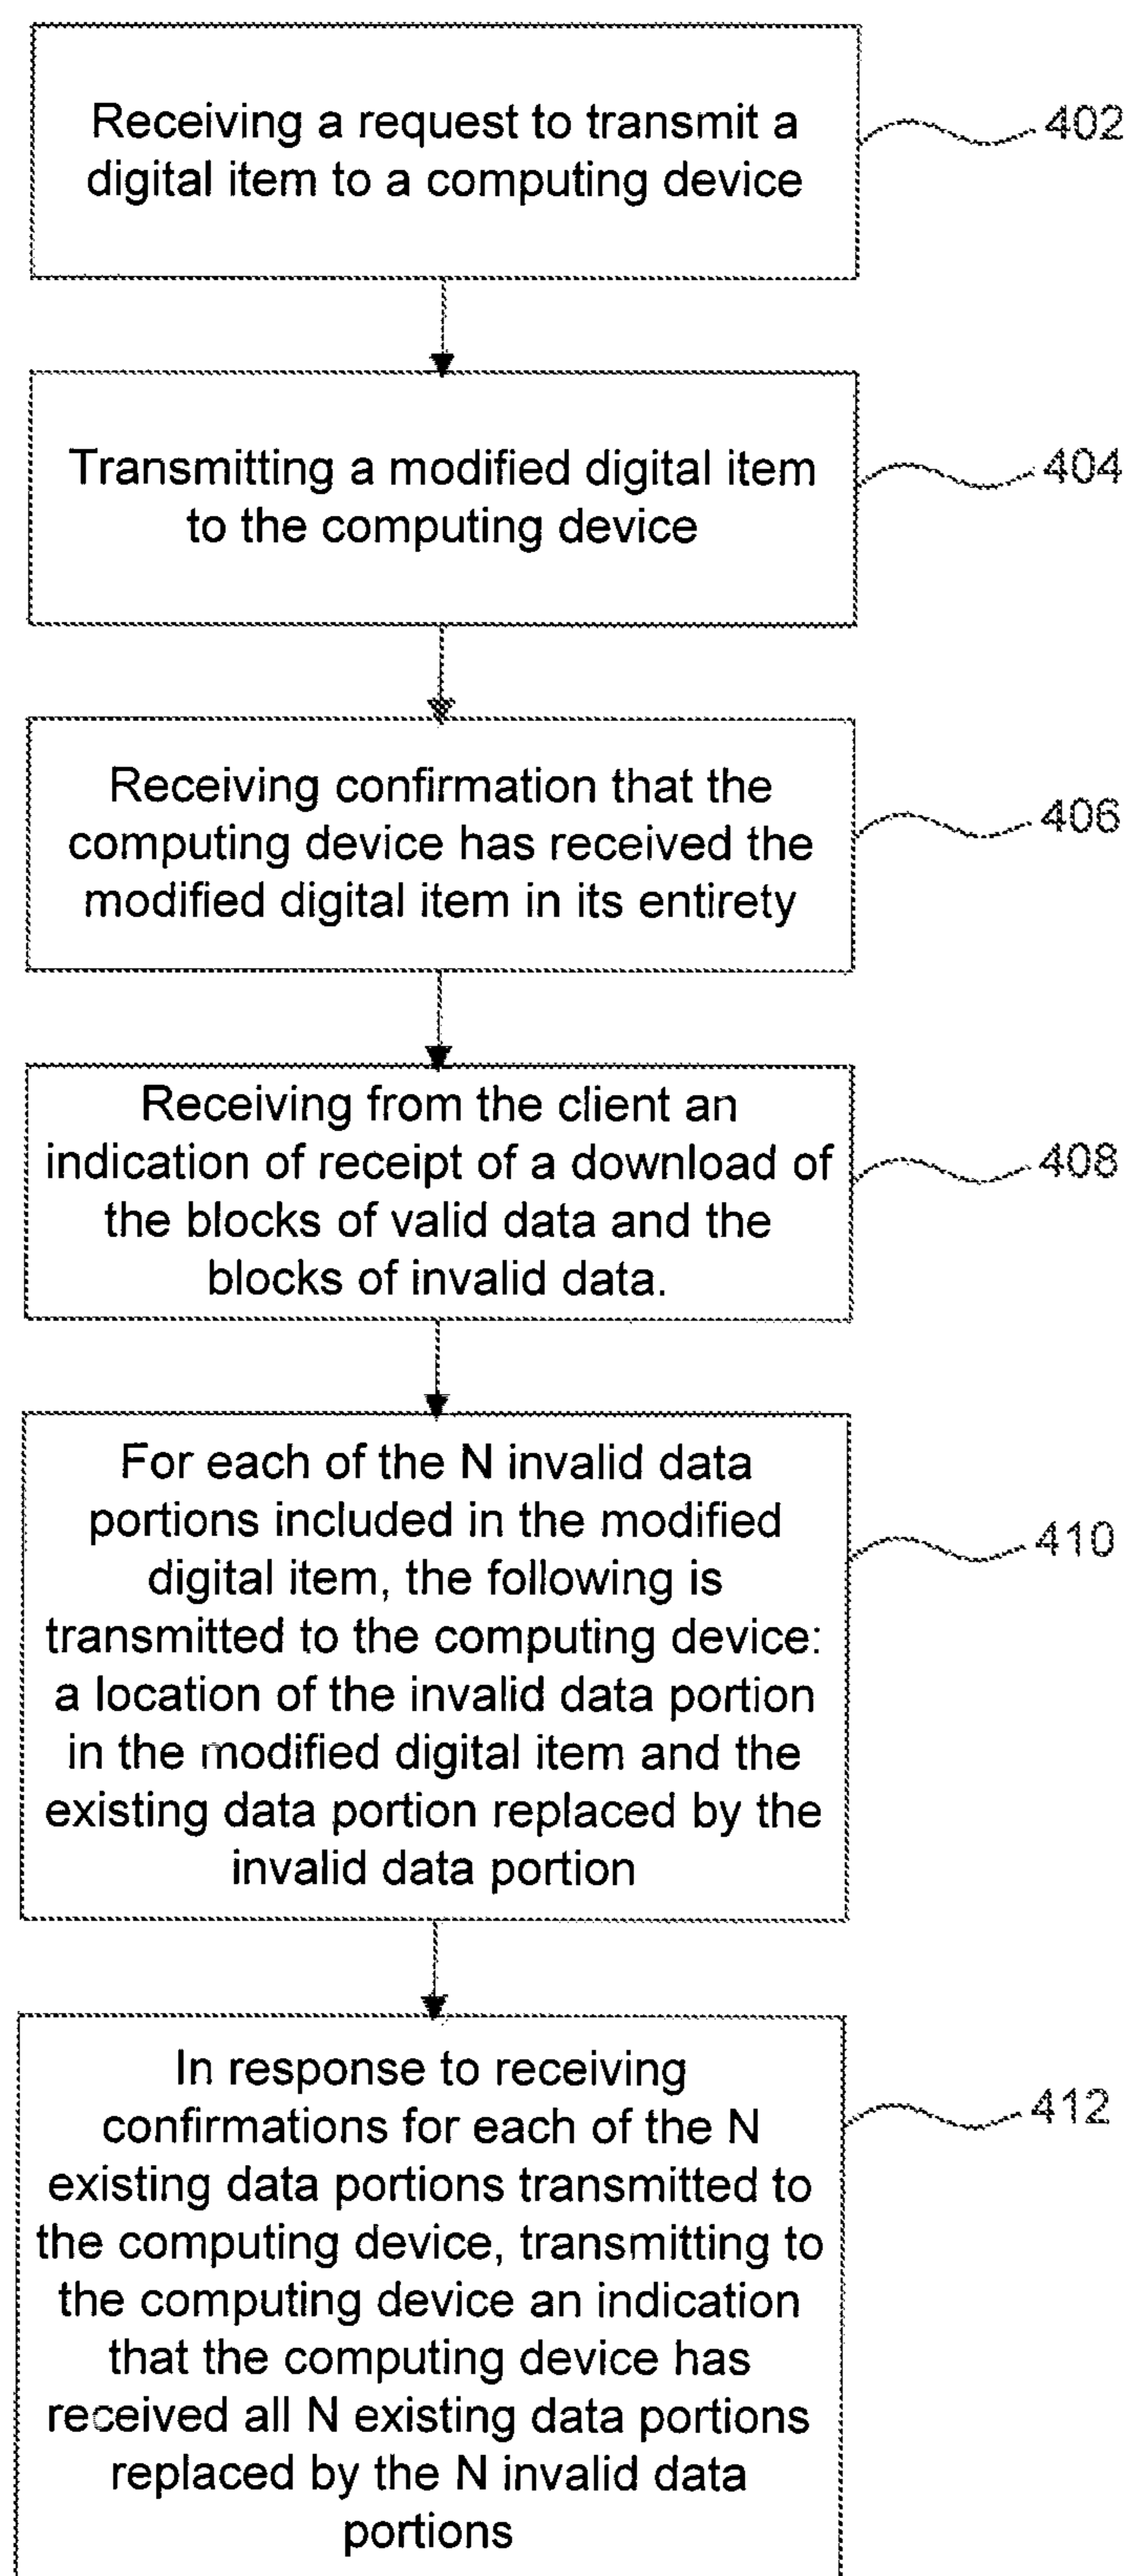 Receiving a request to transmit a
digital item to a computing device
402
Transmitting a modified digital item
to the computing device
404
Receiving confirmation that the
computing device has received the
modified digital item in its entirety
406
Receiving from the client an
indication of receipt of a download of
the blocks of valid data and the
blocks of invalid data.
408
For each of the N invalid data
portions included in the modified
digital item, the following is
transmitted to the computing device:
a location of the invalid data portion
in the modified digital item and the
existing data portion replaced by the
invalid data portion
410
In response to receiving
confirmations for each of the N
existing data portions transmitted to
the computing device, transmitting to
the computing device an indication
that the computing device has
received all N existing data portions
replaced by the N invalid data
portions
412